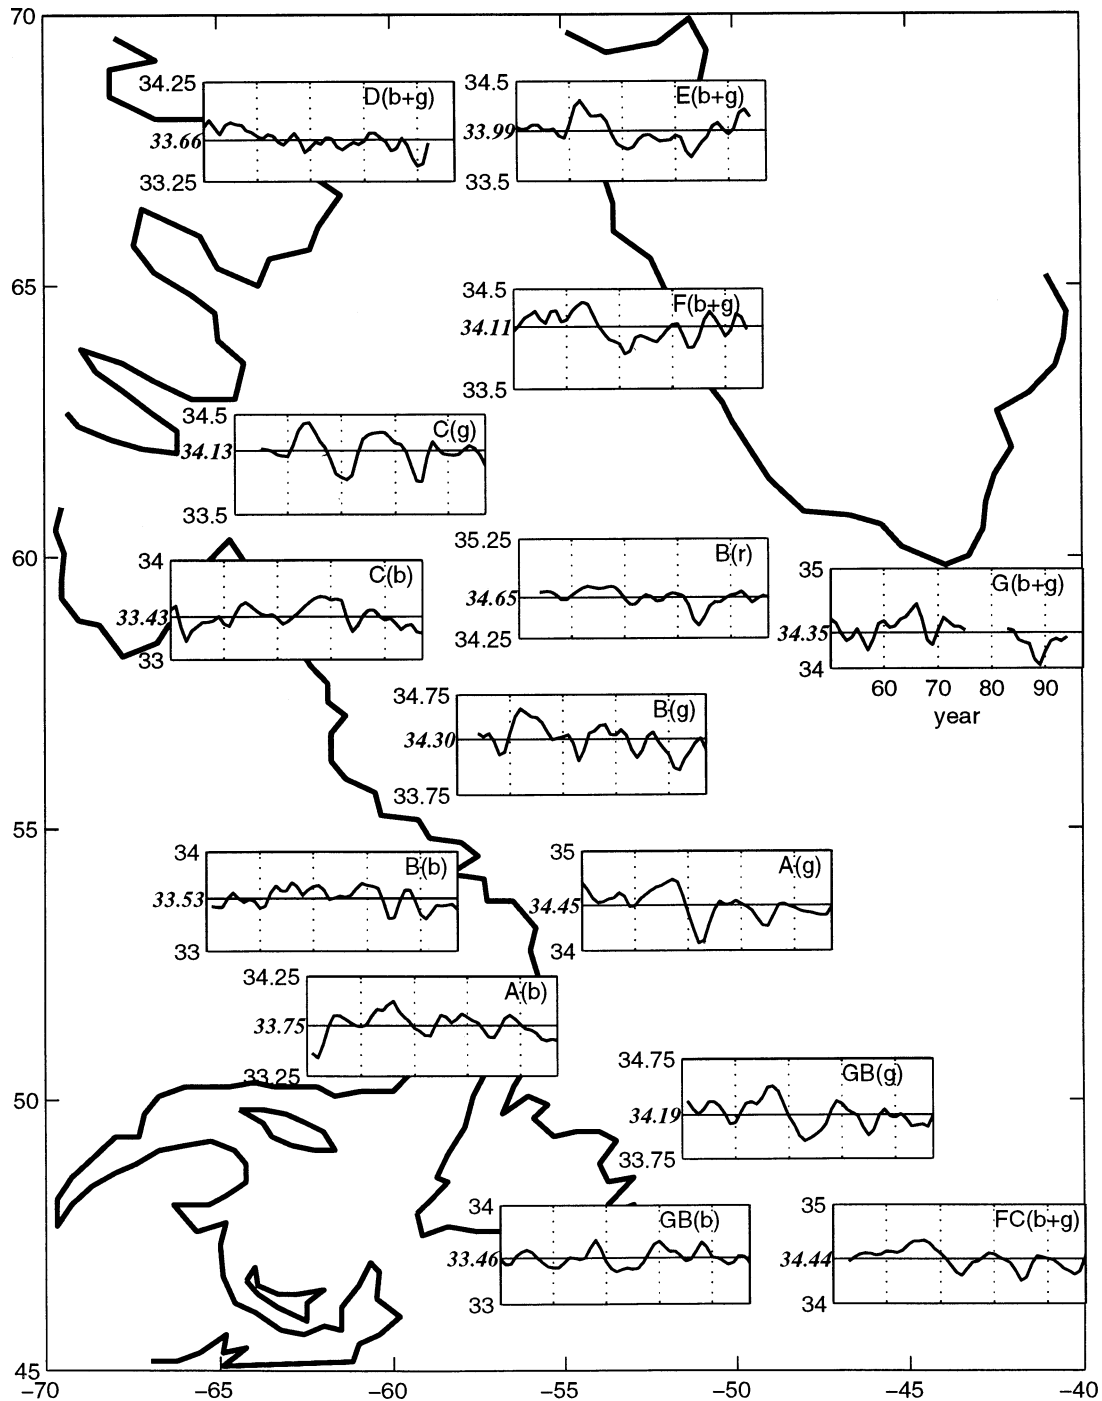 70
34.25
D(b+g)
33.66
33.25
34.5
E(b+g)
33.99
33.5
65
34.5
F(b+g)
34.11
33.5
34.5
C(g)
34.13
33.5
60
34
C(b)
33.43
33
35.25
B(r)
34.65
34.25
35
G(b+g)
34.35
34
60 70 80 90
year
34.75
B(g)
34.30
33.75
55
34
B(b)
33.53
33
35
A(g)
34.45
34
34.25
A(b)
33.75
33.25
50
34.75
GB(g)
34.19
33.75
34
GB(b)
33.46
33
35
FC(b+g)
34.44
34
45
−70 −65 −60 −55 −50 −45 −40